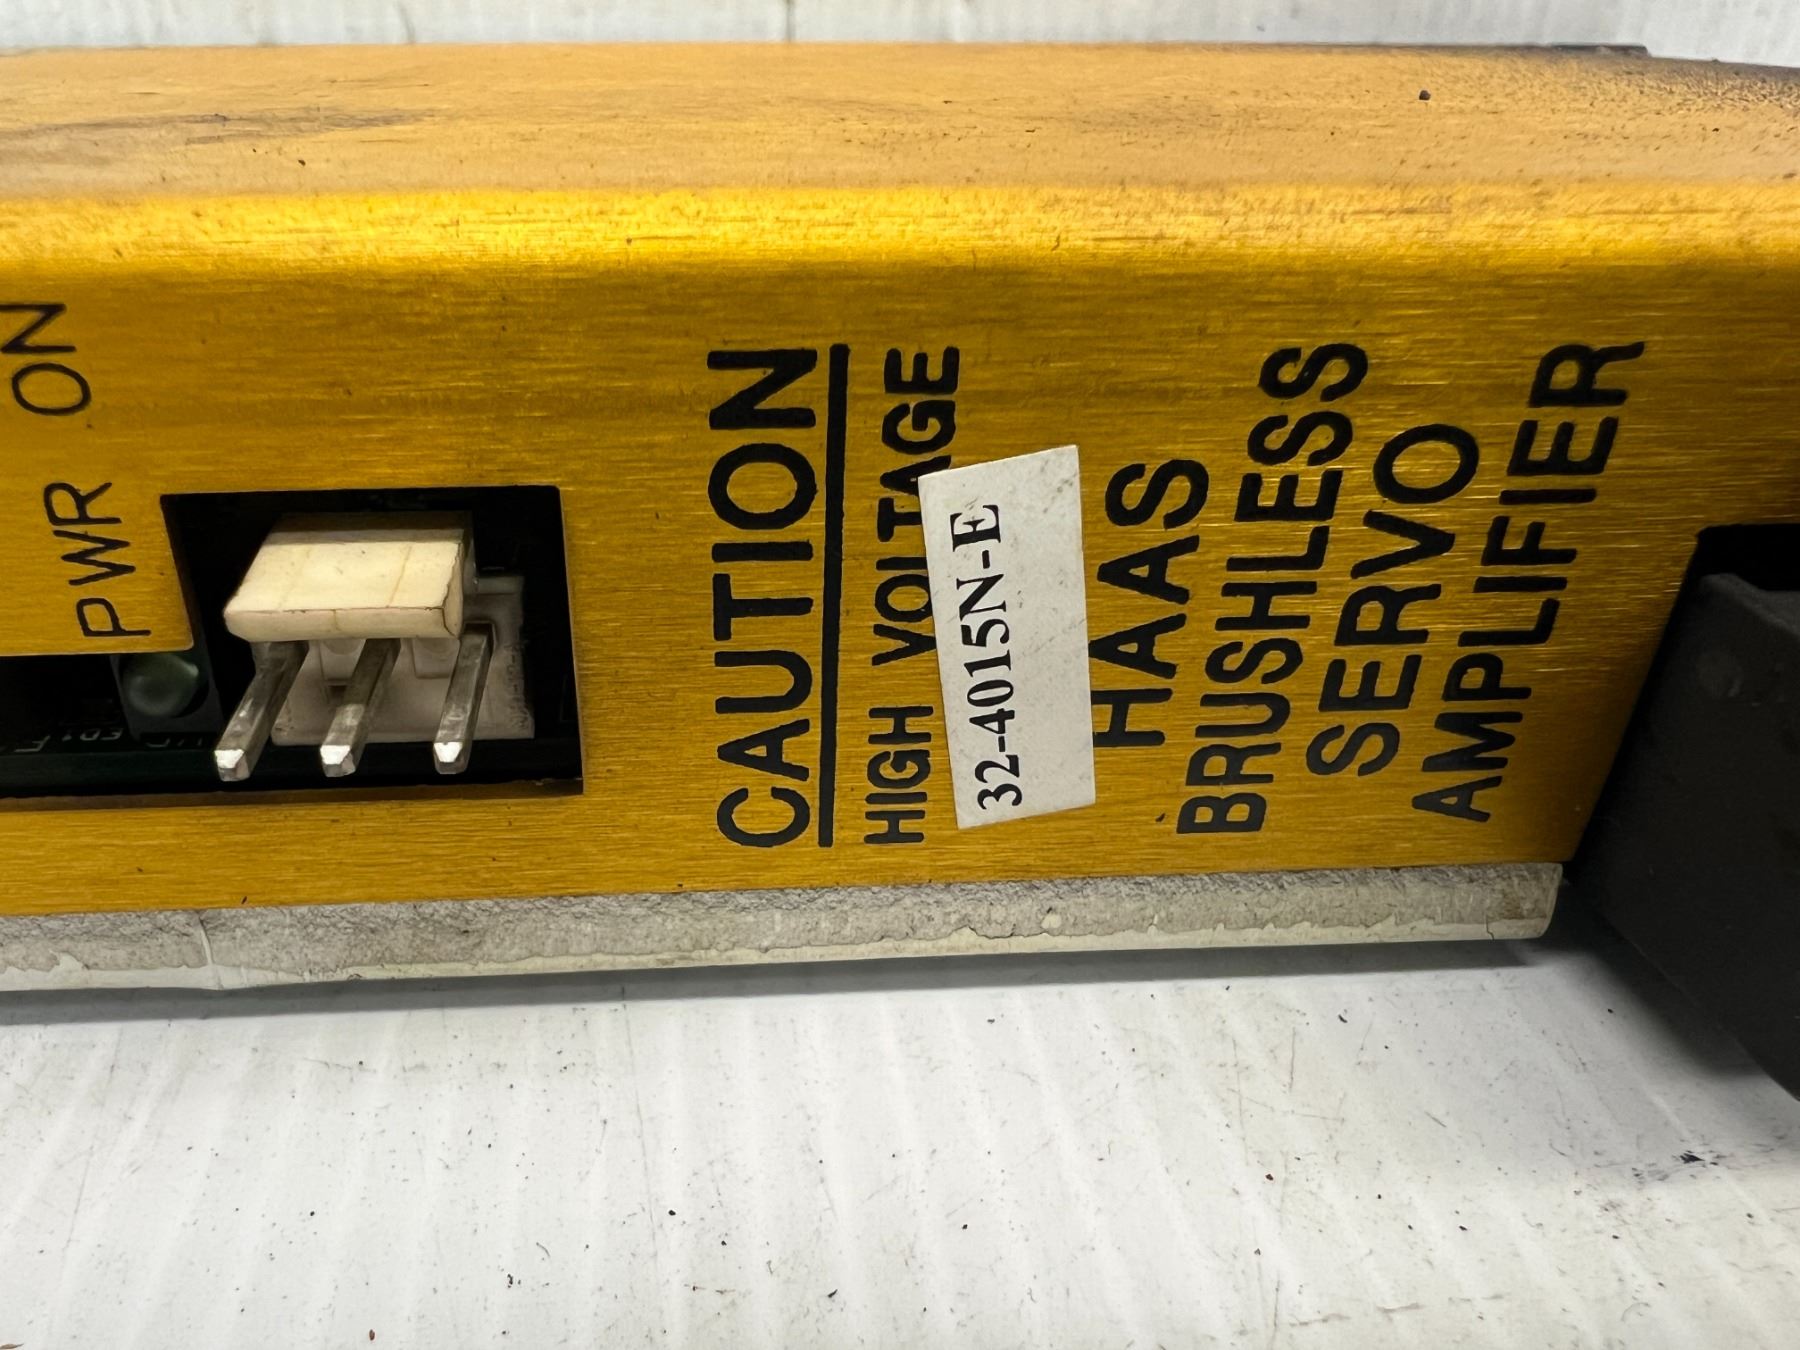 PWR ON
CAUTION
HIGH VOLTAGE
32-4015N-E
HAAS
BRUSHLESS
SERVO
AMPLIFIER